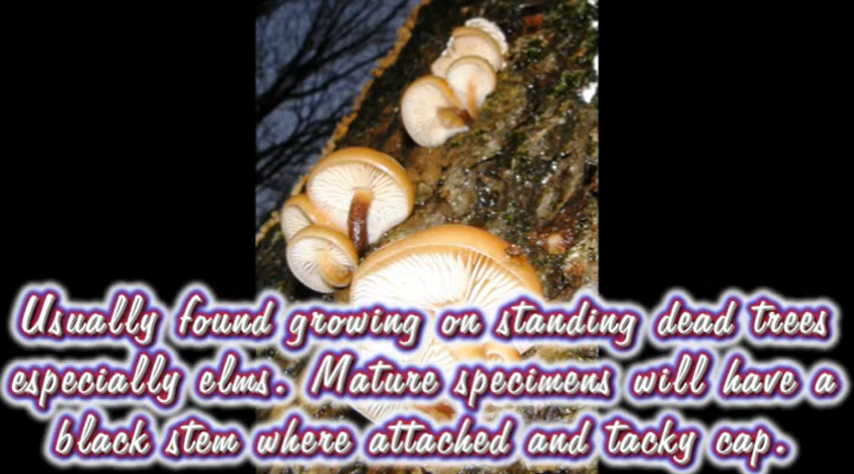 Usually found growing on standing dead trees
especially elms. Mature specimens will have a
black stem where attached and tacky cap.